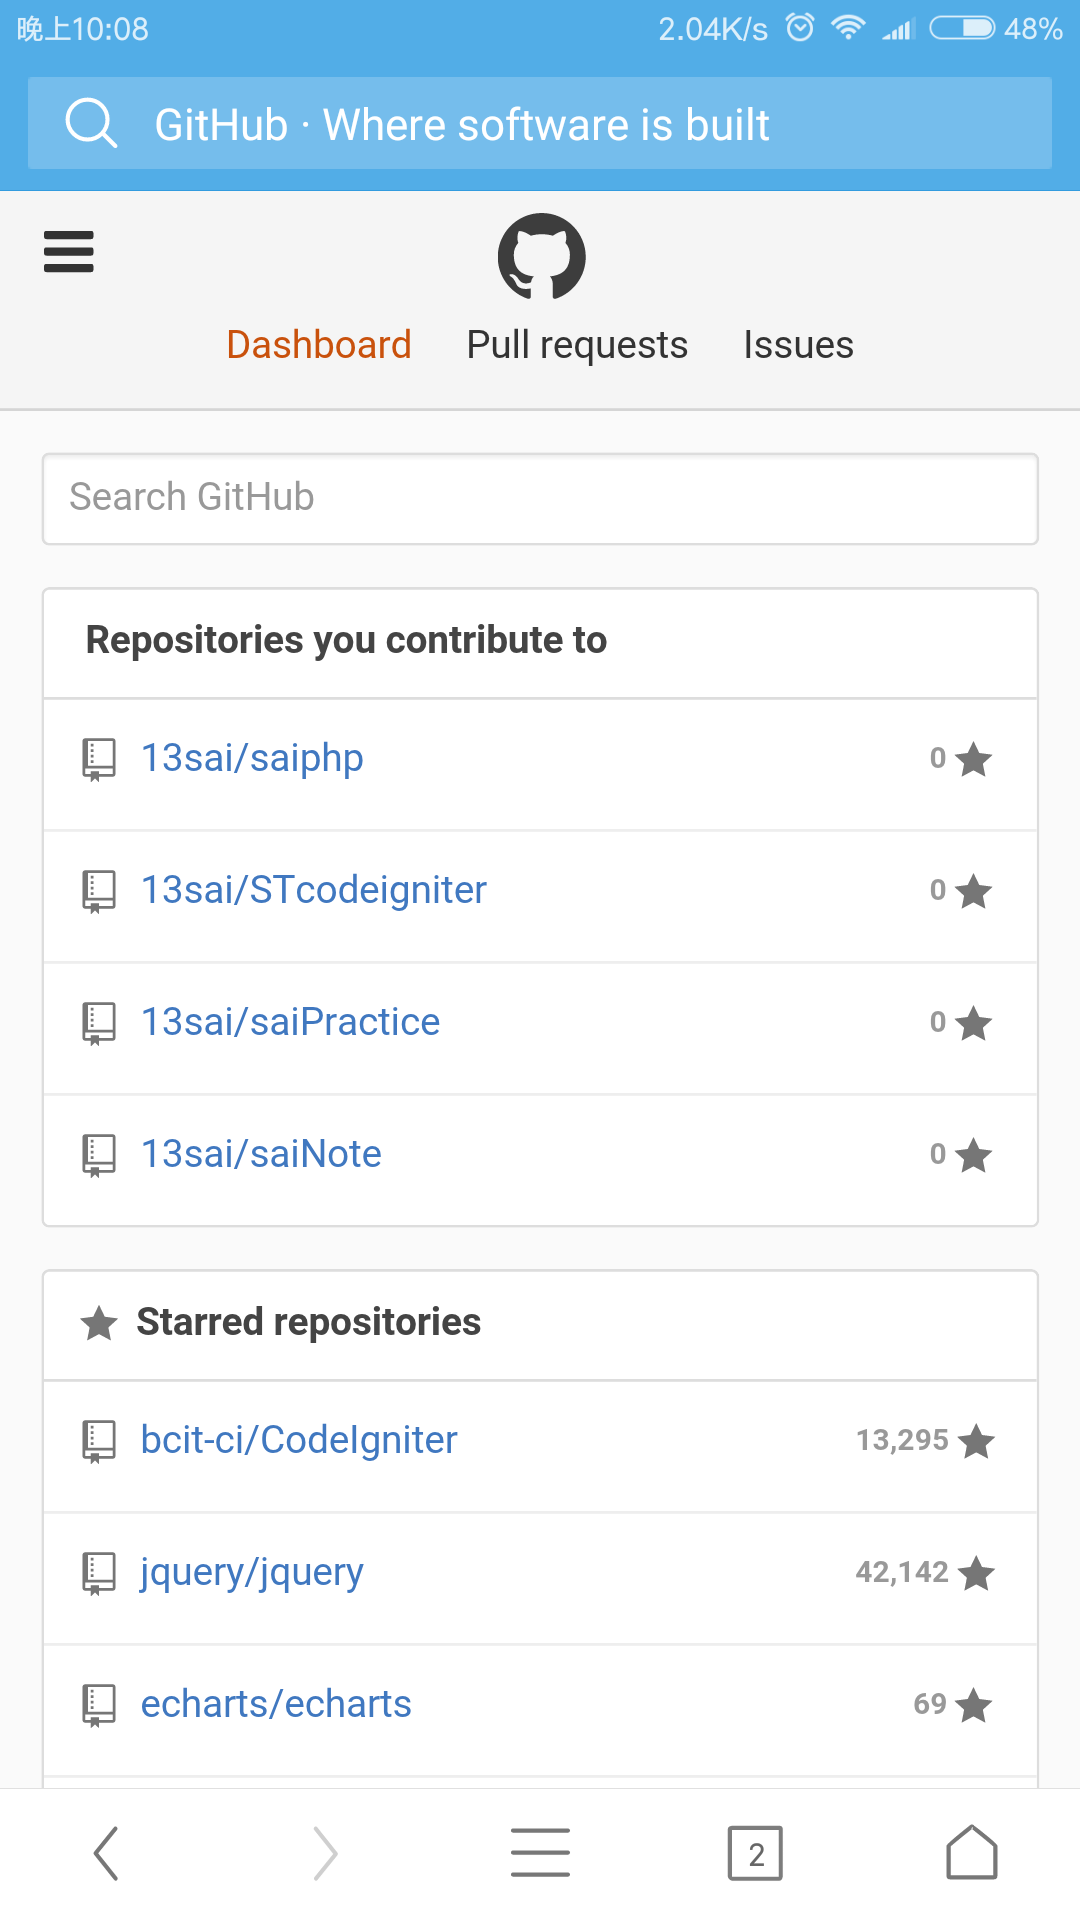 晚上10:08 2.04K/s 48%
GitHub · Where software is built
Dashboard Pull requests Issues
Search GitHub
Repositories you contribute to
13sai/saiphp 0
13sai/STcodeigniter 0
13sai/saiPractice 0
13sai/saiNote 0
Starred repositories
bcit-ci/CodeIgniter 13,295
jquery/jquery 42,142
echarts/echarts 69
2